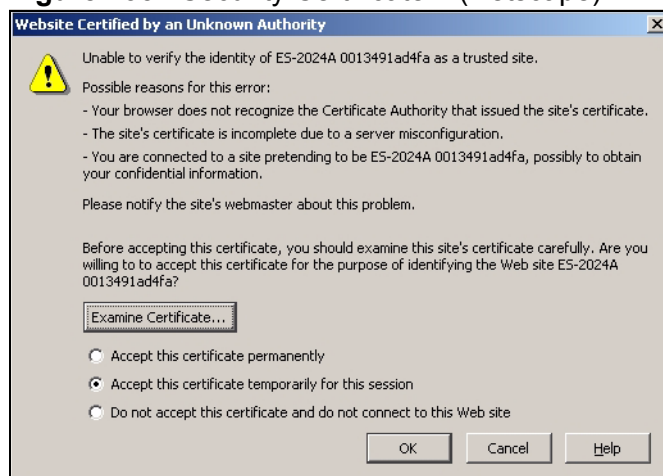 Website Certified by an Unknown Authority
Unable to verify the identity of ES-2024A 0013491ad4fa as a trusted site.
Possible reasons for this error:
- Your browser does not recognize the Certificate Authority that issued the site's certificate.
- The site's certificate is incomplete due to a server misconfiguration.
- You are connected to a site pretending to be ES-2024A 0013491ad4fa, possibly to obtain
your confidential information.
Please notify the site's webmaster about this problem.
Before accepting this certificate, you should examine this site's certificate carefully. Are you
willing to to accept this certificate for the purpose of identifying the Web site ES-2024A
0013491ad4fa?
Examine Certificate...
Accept this certificate permanently
Accept this certificate temporarily for this session
Do not accept this certificate and do not connect to this Web site
OK Cancel Help